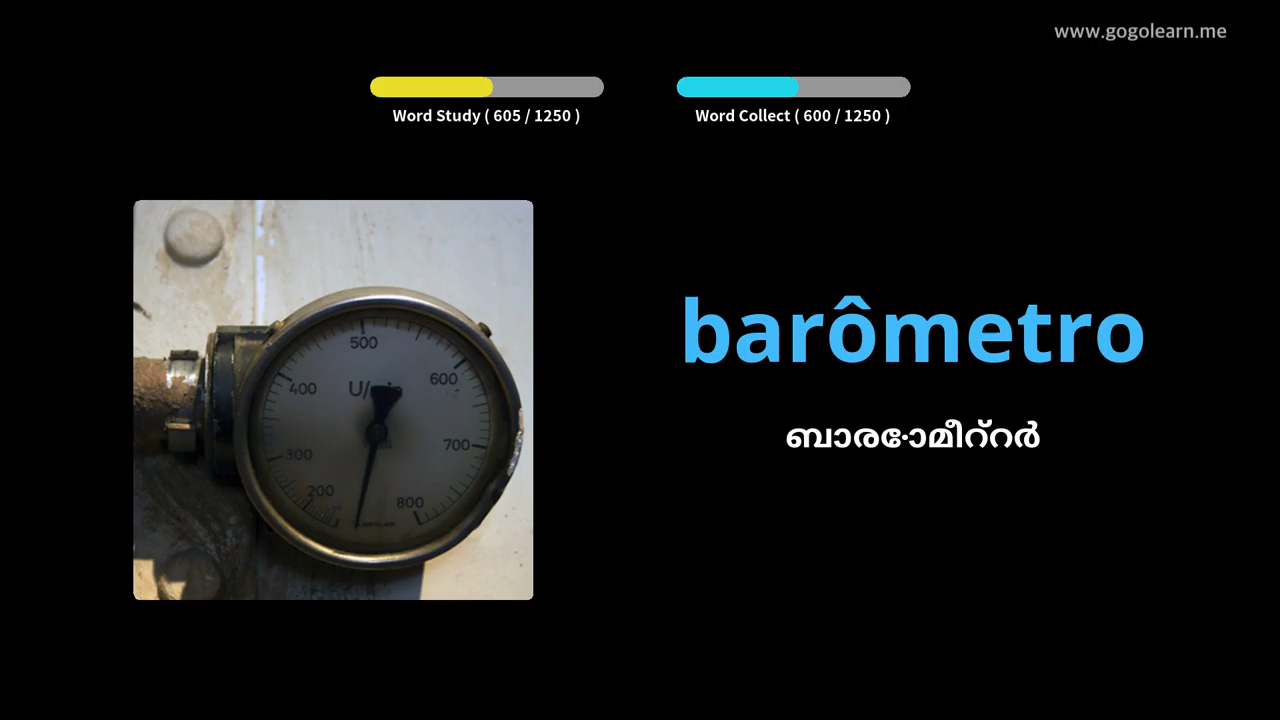 www.gogolearn.me
Word Study ( 605 / 1250 )
Word Collect ( 600 / 1250 )
500
400
600
300
700
200
800
barômetro
ബാരോമീറ്റർ